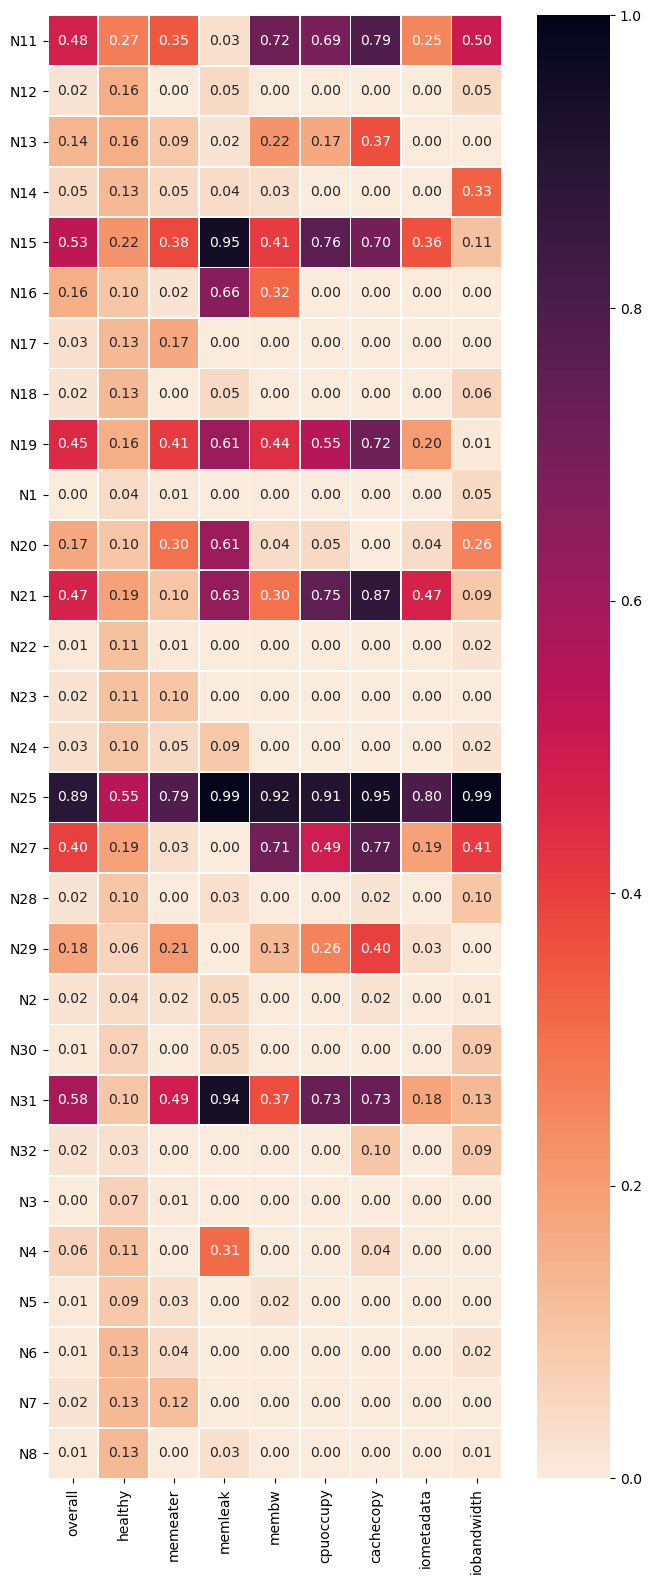 N11 0.48 0.27 0.35 0.03 0.72 0.69 0.79 0.25 0.50
N12 0.02 0.16 0.00 0.05 0.00 0.00 0.00 0.00 0.05
N13 0.14 0.16 0.09 0.02 0.22 0.17 0.37 0.00 0.00
N14 0.05 0.13 0.05 0.04 0.03 0.00 0.00 0.00 0.33
N15 0.53 0.22 0.38 0.95 0.41 0.76 0.70 0.36 0.11
N16 0.16 0.10 0.02 0.66 0.32 0.00 0.00 0.00 0.00
N17 0.03 0.13 0.17 0.00 0.00 0.00 0.00 0.00 0.00
N18 0.02 0.13 0.00 0.05 0.00 0.00 0.00 0.00 0.06
N19 0.45 0.16 0.41 0.61 0.44 0.55 0.72 0.20 0.01
N1 0.00 0.04 0.01 0.00 0.00 0.00 0.00 0.00 0.05
N20 0.17 0.10 0.30 0.61 0.04 0.05 0.00 0.04 0.26
N21 0.47 0.19 0.10 0.63 0.30 0.75 0.87 0.47 0.09
N22 0.01 0.11 0.01 0.00 0.00 0.00 0.00 0.00 0.02
N23 0.02 0.11 0.10 0.00 0.00 0.00 0.00 0.00 0.00
N24 0.03 0.10 0.05 0.09 0.00 0.00 0.00 0.00 0.02
N25 0.89 0.55 0.79 0.99 0.92 0.91 0.95 0.80 0.99
N27 0.40 0.19 0.03 0.00 0.71 0.49 0.77 0.19 0.41
N28 0.02 0.10 0.00 0.03 0.00 0.00 0.02 0.00 0.10
N29 0.18 0.06 0.21 0.00 0.13 0.26 0.40 0.03 0.00
N2 0.02 0.04 0.02 0.05 0.00 0.00 0.02 0.00 0.01
N30 0.01 0.07 0.00 0.05 0.00 0.00 0.00 0.00 0.09
N31 0.58 0.10 0.49 0.94 0.37 0.73 0.73 0.18 0.13
N32 0.02 0.03 0.00 0.00 0.00 0.00 0.10 0.00 0.09
N3 0.00 0.07 0.01 0.00 0.00 0.00 0.00 0.00 0.00
N4 0.06 0.11 0.00 0.31 0.00 0.00 0.04 0.00 0.00
N5 0.01 0.09 0.03 0.00 0.02 0.00 0.00 0.00 0.00
N6 0.01 0.13 0.04 0.00 0.00 0.00 0.00 0.00 0.02
N7 0.02 0.13 0.12 0.00 0.00 0.00 0.00 0.00 0.00
N8 0.01 0.13 0.00 0.03 0.00 0.00 0.00 0.00 0.01
overall
healthy
memeater
memleak
membw
cpuoccupy
cachecopy
iometadata
iobandwidth
1.0
0.8
0.6
0.4
0.2
0.0